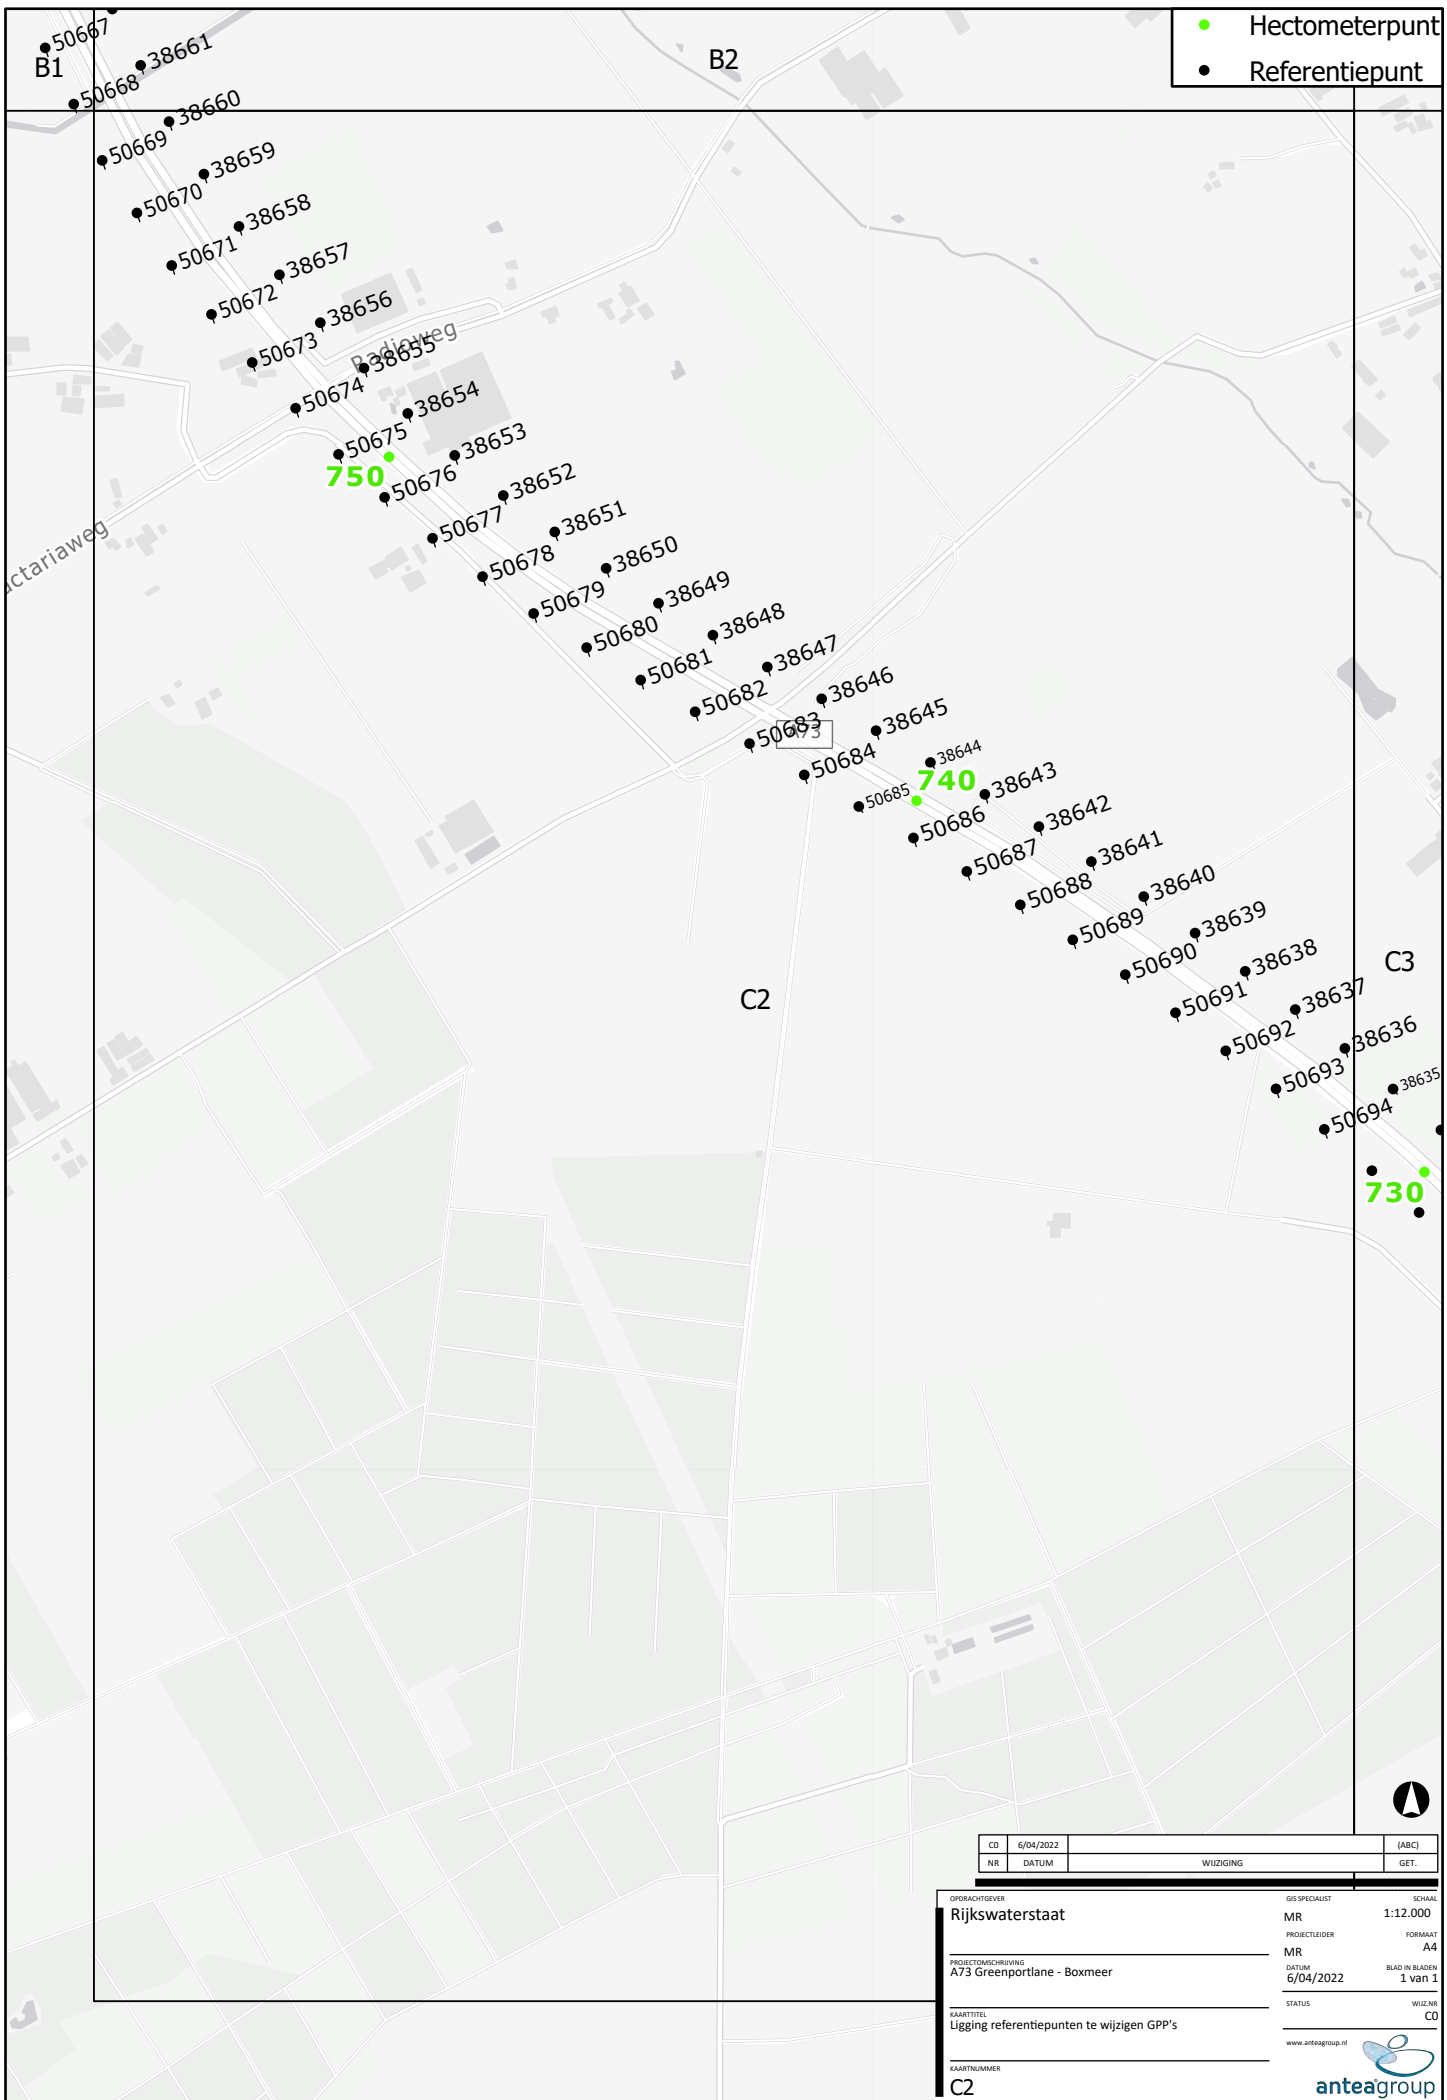 Hectometerpunt
Referentiepunt
B1
B2
50667
38661
50668
38660
50669
38659
50670
38658
50671
38657
50672
38656
50673
Radioweg
38655
50674
38654
50675
38653
750
50676
38652
50677
38651
50678
38650
50679
38649
50680
38648
50681
38647
50682
38646
50683
A73
38645
50684
38644
740
50685
38643
50686
38642
50687
38641
50688
38640
50689
38639
50690
38638
50691
38637
50692
38636
50693
38635
50694
730
actariaweg
C2
C3
C0 6/04/2022 (ABC)
NR DATUM WIJZIGING GET.
OPDRACHTGEVER
Rijkswaterstaat
GIS SPECIALIST SCHAAL
MR 1:12.000
PROJECTLEIDER FORMAAT
MR A4
PROJECTOMSCHRIJVING
A73 Greenportlane - Boxmeer
DATUM BLAD IN BLADEN
6/04/2022 1 van 1
KAARTTITEL
Ligging referentiepunten te wijzigen GPP's
STATUS WIJZ.NR
C0
KAARTNUMMER
C2
www.anteagroup.nl
anteagroup